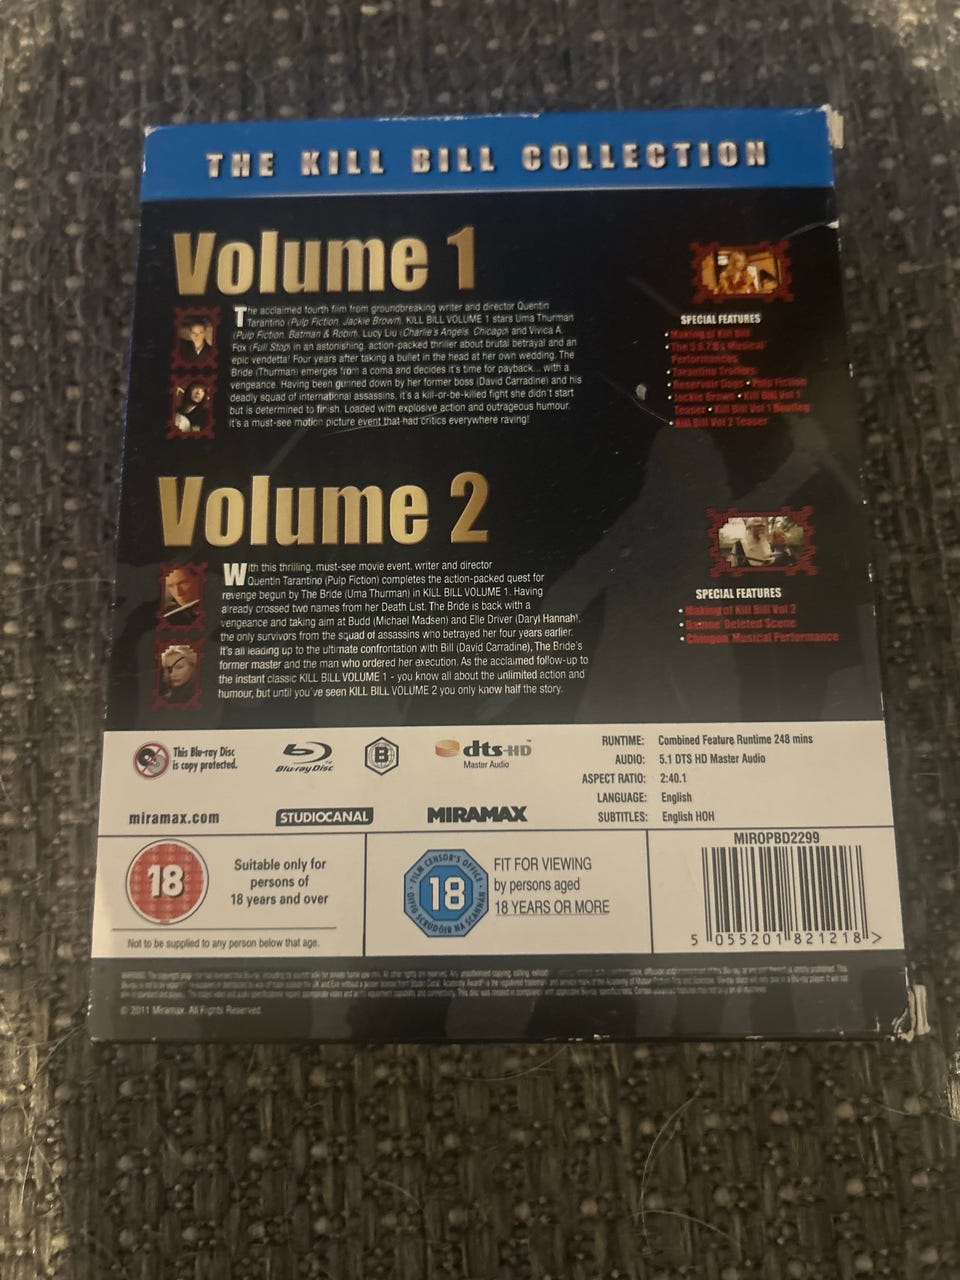 THE KILL BILL COLLECTION
Volume 1
The acclaimed fourth film from groundbreaking writer and director Quentin
Tarantino (Pulp Fiction, Jackie Brown), KILL BILL VOLUME 1 stars Uma Thurman
(Pulp Fiction, Batman & Robin), Lucy Liu (Charlie's Angels, Chicago) and Vivica A.
Fox (Full Stop) in an astonishing, action-packed thriller about brutal betrayal and an
epic vendetta! Four years after taking a bullet in the head at her own wedding, The
Bride (Thurman) emerges from a coma and decides it's time for payback... with a
vengeance. Having been gunned down by her former boss (David Carradine) and his
deadly squad of international assassins, it's a kill-or-be-killed fight she didn't start
but is determined to finish. Loaded with explosive action and outrageous humour,
it's a must-see motion picture event that had critics everywhere raving!
SPECIAL FEATURES
Making of Kill Bill
• The 5.6.7.8's Musical
Performances
• Tarantino Trailers
• Reservoir Dogs • Pulp Fiction
• Jackie Brown • Kill Bill Vol 1
Teaser • Kill Bill Vol 1 Bootleg
• Kill Bill Vol 2 Teaser
Volume 2
With this thrilling, must-see movie event, writer and director
Quentin Tarantino (Pulp Fiction) completes the action-packed quest for
revenge begun by The Bride (Uma Thurman) in KILL BILL VOLUME 1. Having
already crossed two names from her Death List, The Bride is back with a
vengeance and taking aim at Budd (Michael Madsen) and Elle Driver (Daryl Hannah),
the only survivors from the squad of assassins who betrayed her four years earlier.
It's all leading up to the ultimate confrontation with Bill (David Carradine), The Bride's
former master and the man who ordered her execution. As the acclaimed follow-up to
the instant classic KILL BILL VOLUME 1 - you know all about the unlimited action and
humour, but until you've seen KILL BILL VOLUME 2 you only know half the story.
SPECIAL FEATURES
• Making of Kill Bill Vol 2
• Damoe' Deleted Scene
• Chingon Musical Performance
This Blu-ray Disc
is copy protected.
Blu-ray Disc
B
dts-HD
Master Audio
RUNTIME: Combined Feature Runtime 248 mins
AUDIO: 5.1 DTS HD Master Audio
ASPECT RATIO: 2:40.1
LANGUAGE: English
SUBTITLES: English HOH
miramax.com
STUDIOCANAL
MIRAMAX
18
Suitable only for
persons of
18 years and over
Not to be supplied to any person below that age.
FILM CENSOR'S OFFICE
18
OIFIG SCRÚDÓIR NA SCANNÁN
FIT FOR VIEWING
by persons aged
18 YEARS OR MORE
MIROPBD2299
5 055201 821218 >
© 2011 Miramax. All Rights Reserved.